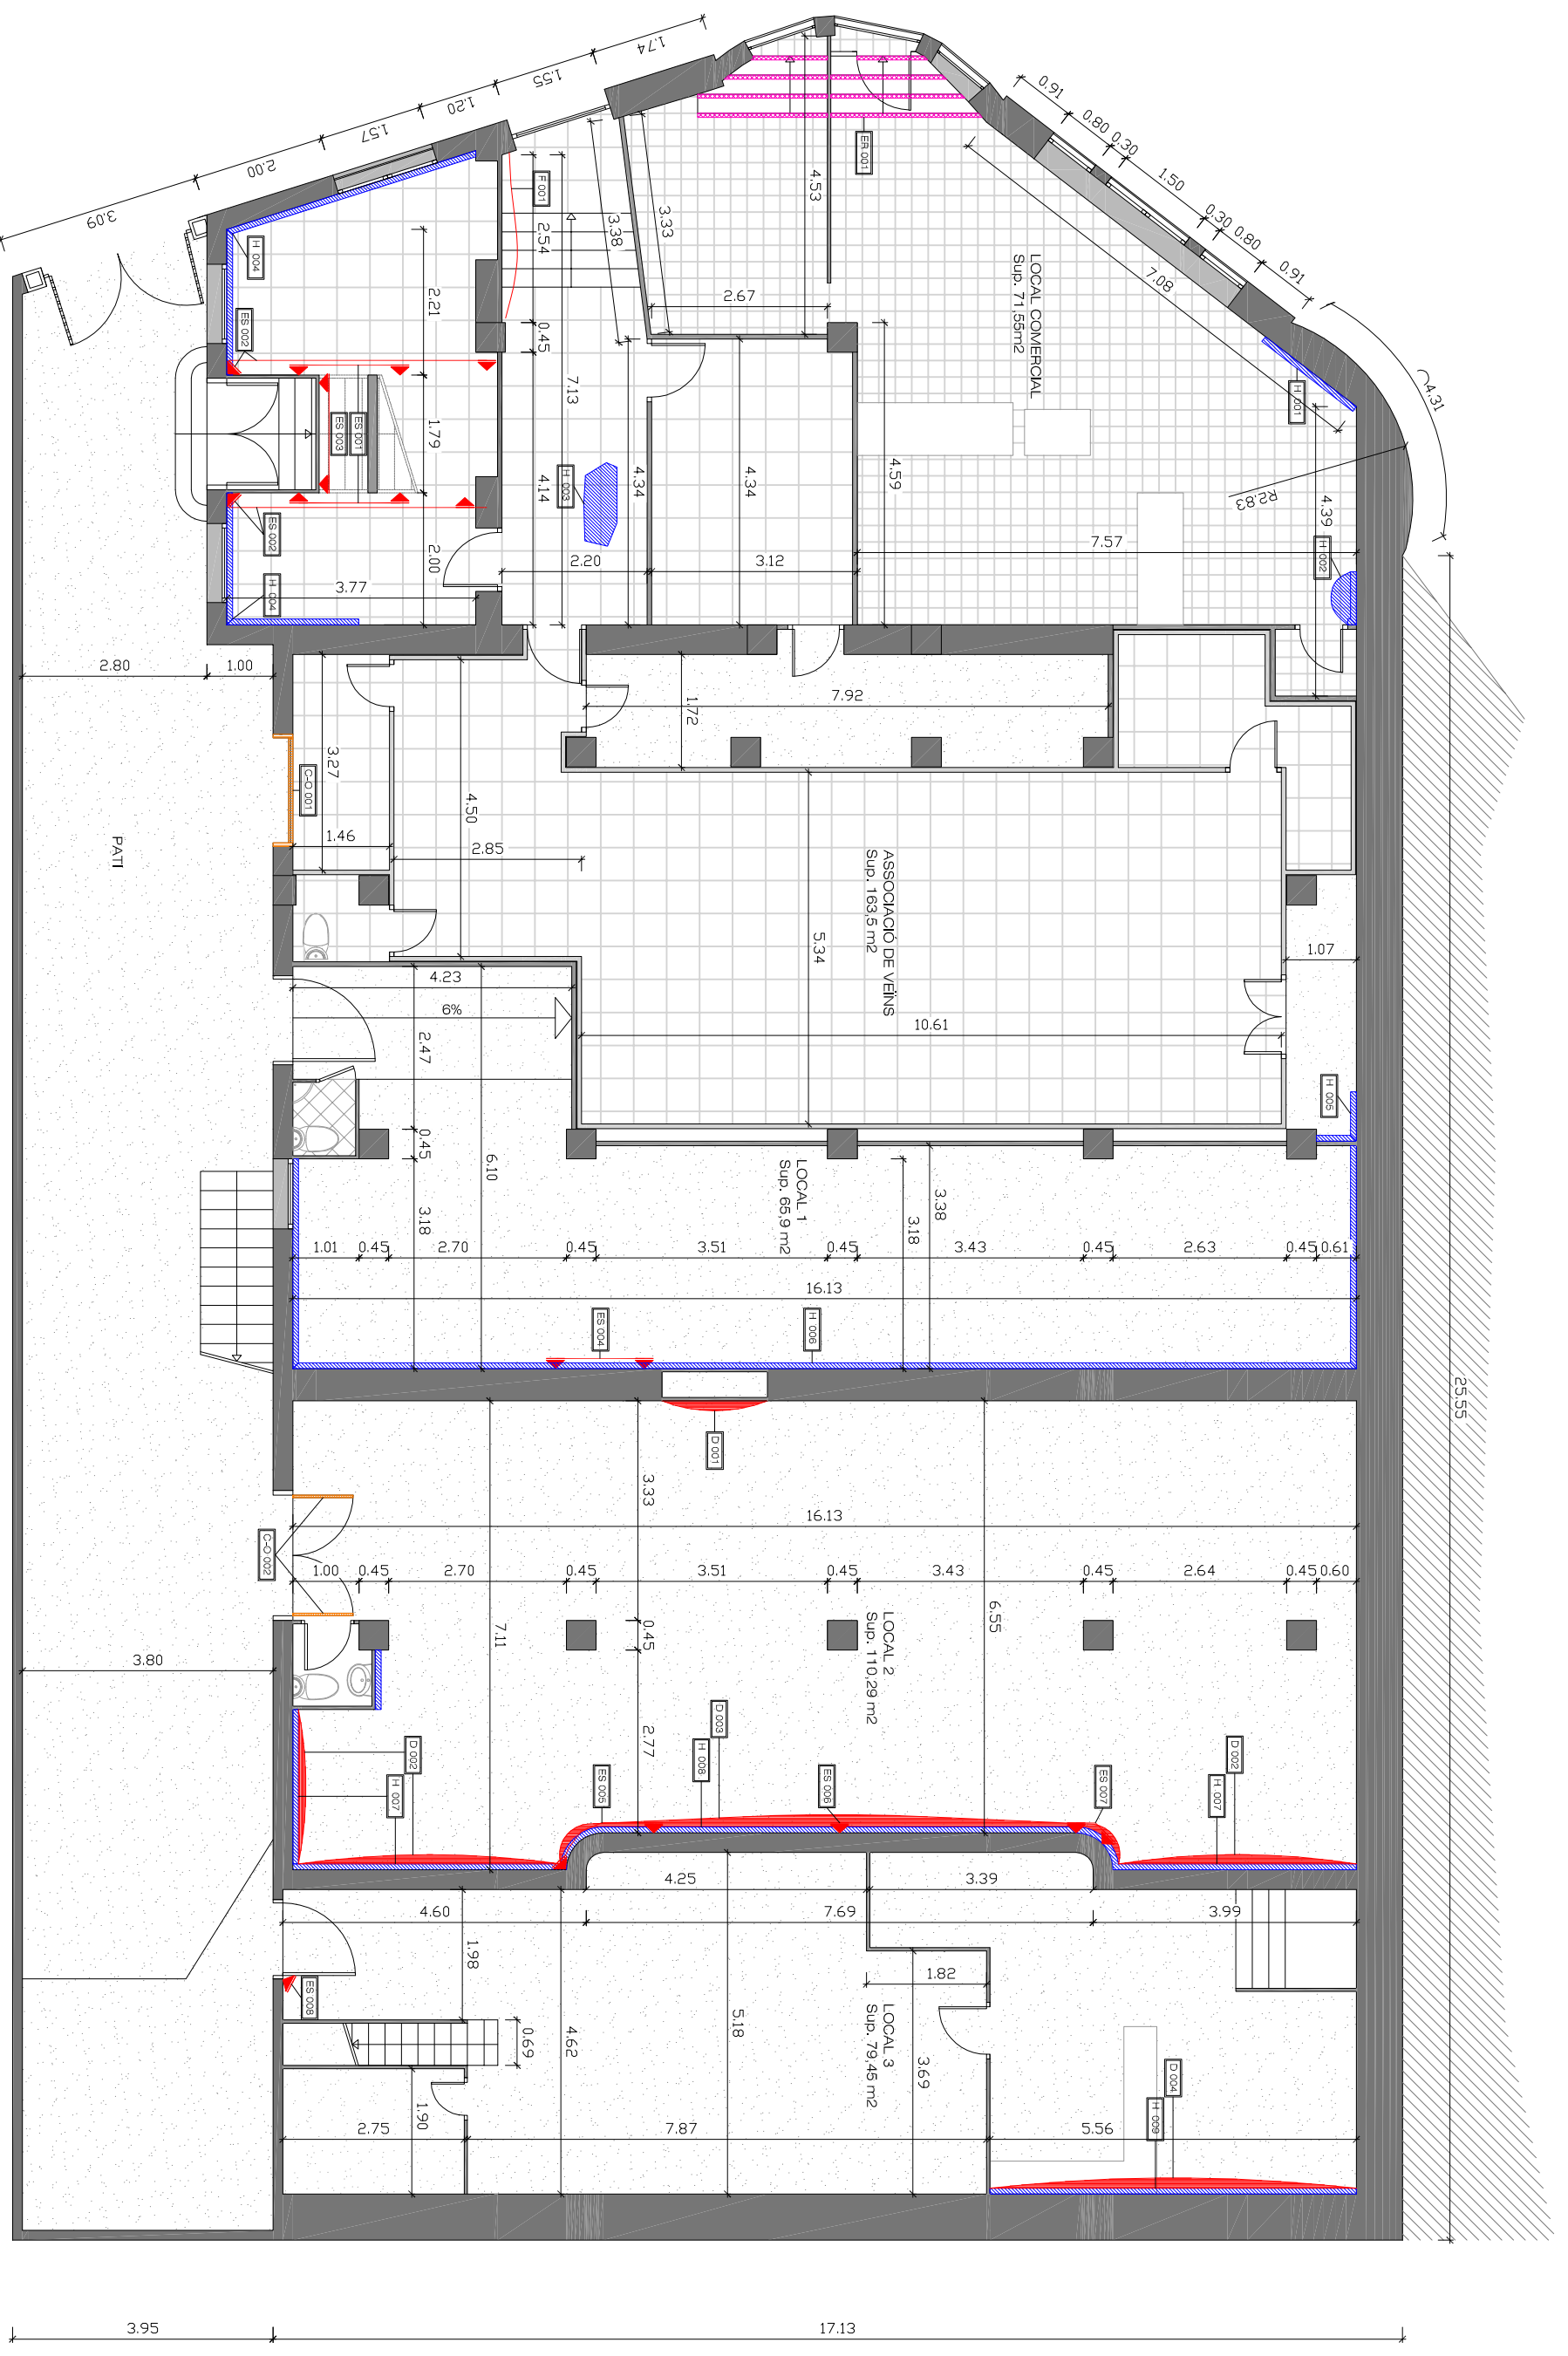 1.74
1.55
1.20
1.57
2.00
3.09
0.91
0.80
0.30
1.50
0.30
0.80
0.91
4.31
R2.83
7.08
ER 001
4.53
3.33
3.38
F 001
2.54
2.67
LOCAL COMERCIAL
Sup. 71,55m2
H 004
ES 002
2.21
0.45
7.13
H 001
ES 003
ES 001
1.79
4.14
H 003
4.34
4.34
4.59
4.39
ES 002
2.00
H 002
7.57
2.20
3.12
H 004
3.77
2.80
1.00
7.92
1.72
3.27
C-O 001
4.50
1.46
2.85
PATI
ASSOCIACIÓ DE VEÏNS
Sup. 163,5 m2
5.34
1.07
4.23
6%
10.61
2.47
H 005
0.45
6.10
LOCAL 1
Sup. 65,9 m2
3.18
3.18
3.38
1.01
0.45
2.70
0.45
3.51
0.45
3.43
0.45
2.63
0.45
0.61
16.13
ES 004
H 006
25.55
D 001
3.33
16.13
C-O 002
1.00
0.45
2.70
0.45
3.51
0.45
3.43
0.45
2.64
0.45
0.60
7.11
0.45
6.55
LOCAL 2
Sup. 110,29 m2
3.80
2.77
D 003
H 008
D 002
H 007
ES 005
ES 006
ES 007
D 002
H 007
4.25
3.39
4.60
7.69
3.99
1.98
1.82
ES 008
0.69
4.62
5.18
LOCAL 3
Sup. 79,45 m2
3.69
D 004
H 009
1.90
2.75
7.87
5.56
3.95
17.13